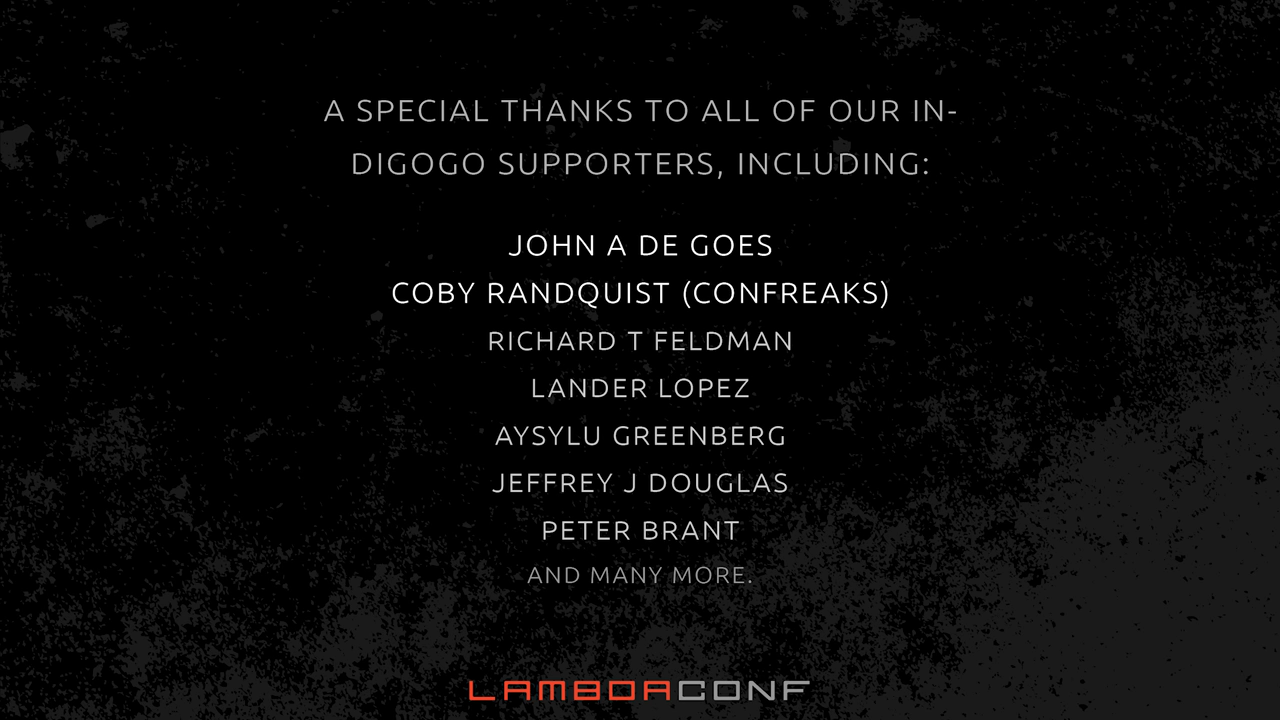 A SPECIAL THANKS TO ALL OF OUR IN-
DIGOGO SUPPORTERS, INCLUDING:
JOHN A DE GOES
COBY RANDQUIST (CONFREAKS)
RICHARD T FELDMAN
LANDER LOPEZ
AYSYLU GREENBERG
JEFFREY J DOUGLAS
PETER BRANT
AND MANY MORE.
LAMBDACONF